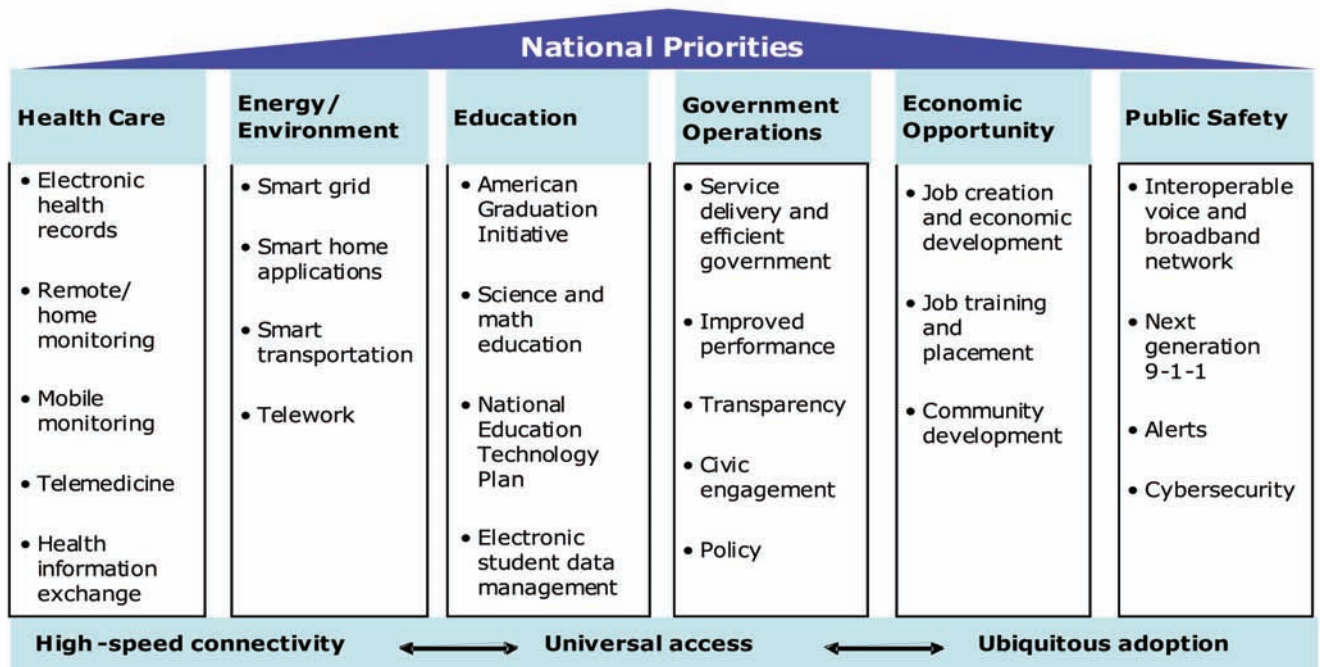 National Priorities
Health Care
• Electronic
health
records
• Remote/
home
monitoring
• Mobile
monitoring
• Telemedicine
• Health
information
exchange
Energy/
Environment
• Smart grid
• Smart home
applications
• Smart
transportation
• Telework
Education
• American
Graduation
Initiative
• Science and
math
education
• National
Education
Technology
Plan
• Electronic
student data
management
Government
Operations
• Service
delivery and
efficient
government
• Improved
performance
• Transparency
• Civic
engagement
• Policy
Economic
Opportunity
• Job creation
and economic
development
• Job training
and
placement
• Community
development
Public Safety
• Interoperable
voice and
broadband
network
• Next
generation
9-1-1
• Alerts
• Cybersecurity
High-speed connectivity
Universal access
Ubiquitous adoption